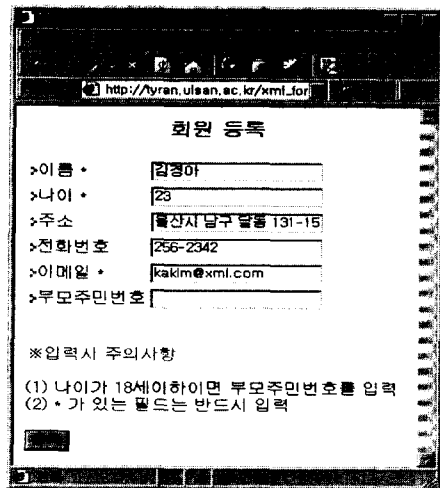 http://tyran.ulsan.ac.kr/xml_for
회원 등록
>이름 * 김경아
>나이 * 23
>주소 울산시 남구 달동 131-15
>전화번호 256-2342
>이메일 * kakim@xml.com
>부모주민번호
※입력시 주의사항
(1) 나이가 18세이하이면 부모주민번호를 입력
(2) * 가 있는 필드는 반드시 입력